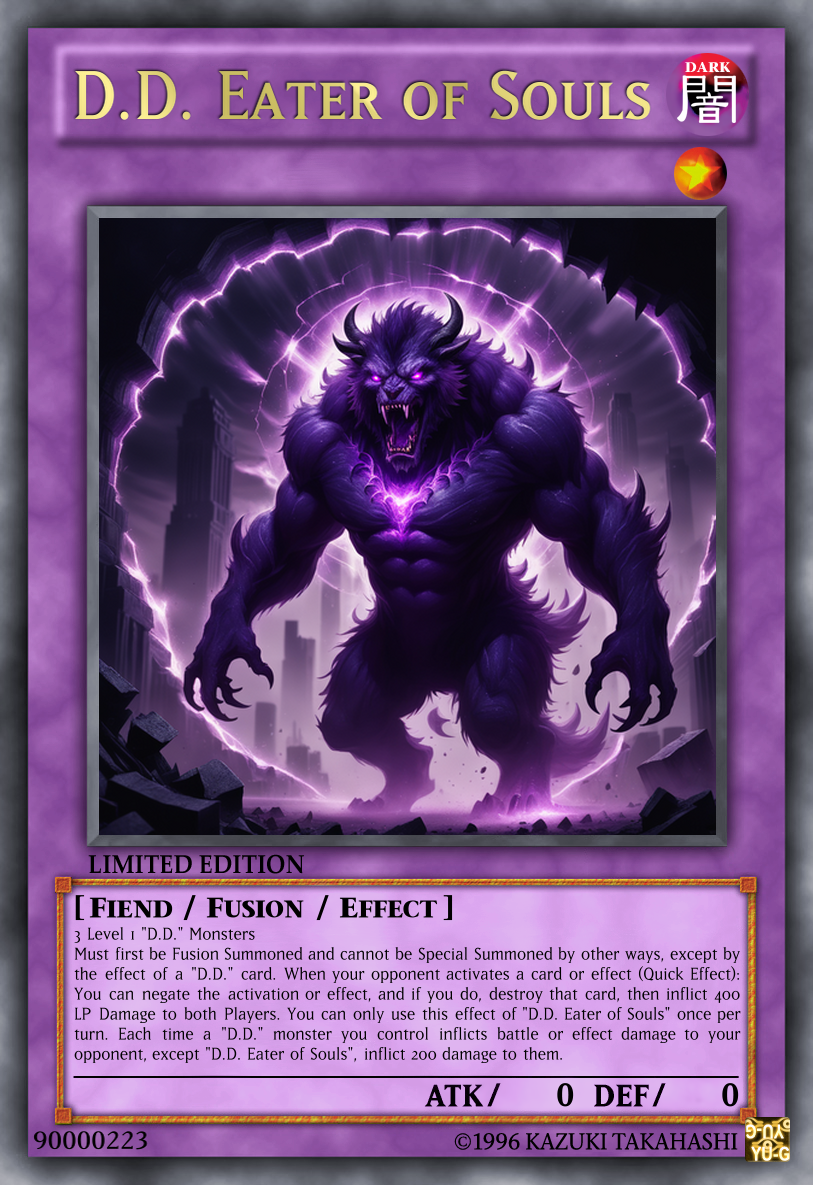 D.D. Eater of Souls
DARK
闇
LIMITED EDITION
[ Fiend / Fusion / Effect ]
3 Level 1 "D.D." Monsters
Must first be Fusion Summoned and cannot be Special Summoned by other ways, except by
the effect of a "D.D." card. When your opponent activates a card or effect (Quick Effect):
You can negate the activation or effect, and if you do, destroy that card, then inflict 400
LP Damage to both Players. You can only use this effect of "D.D. Eater of Souls" once per
turn. Each time a "D.D." monster you control inflicts battle or effect damage to your
opponent, except "D.D. Eater of Souls", inflict 200 damage to them.
ATK/ 0 DEF/ 0
90000223 ©1996 KAZUKI TAKAHASHI